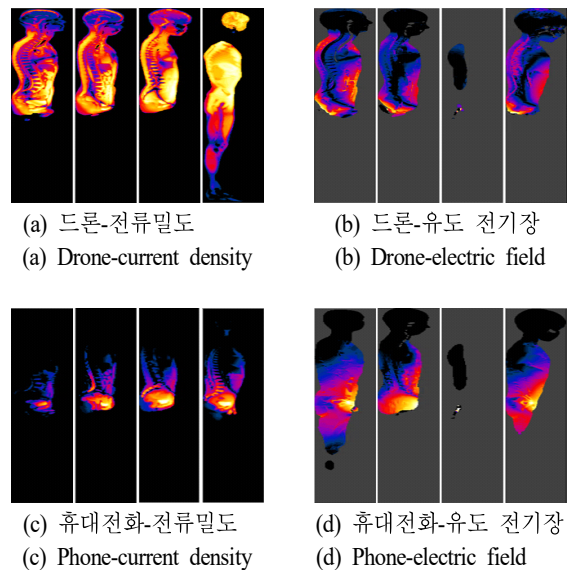 (a) 드론-전류밀도
(a) Drone-current density
(b) 드론-유도 전기장
(b) Drone-electric field
(c) 휴대전화-전류밀도
(c) Phone-current density
(d) 휴대전화-유도 전기장
(d) Phone-electric field